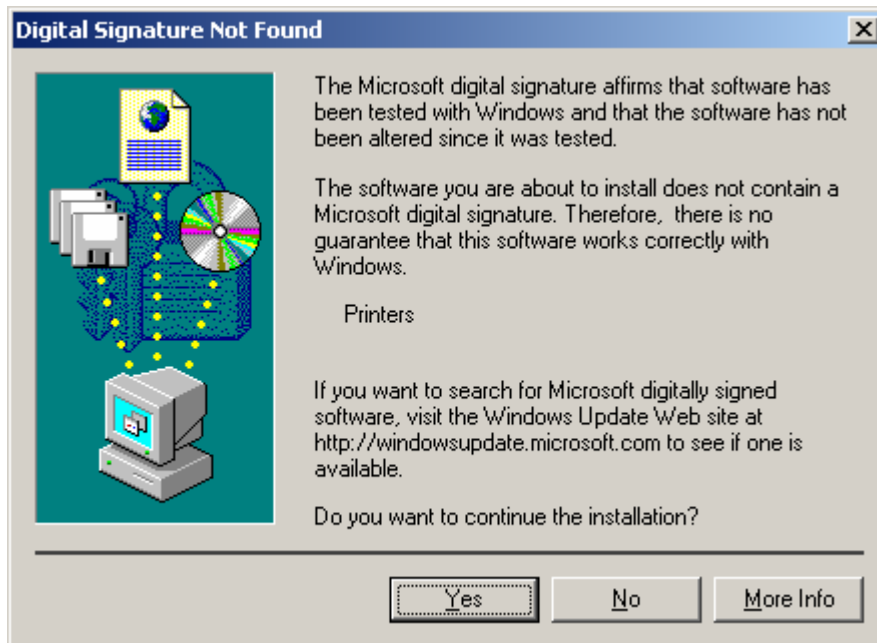 Digital Signature Not Found
The Microsoft digital signature affirms that software has
been tested with Windows and that the software has not
been altered since it was tested.
The software you are about to install does not contain a
Microsoft digital signature. Therefore,  there is no
guarantee that this software works correctly with
Windows.
Printers
If you want to search for Microsoft digitally signed
software, visit the Windows Update Web site at
http://windowsupdate.microsoft.com to see if one is
available.
Do you want to continue the installation?
Yes
No
More Info